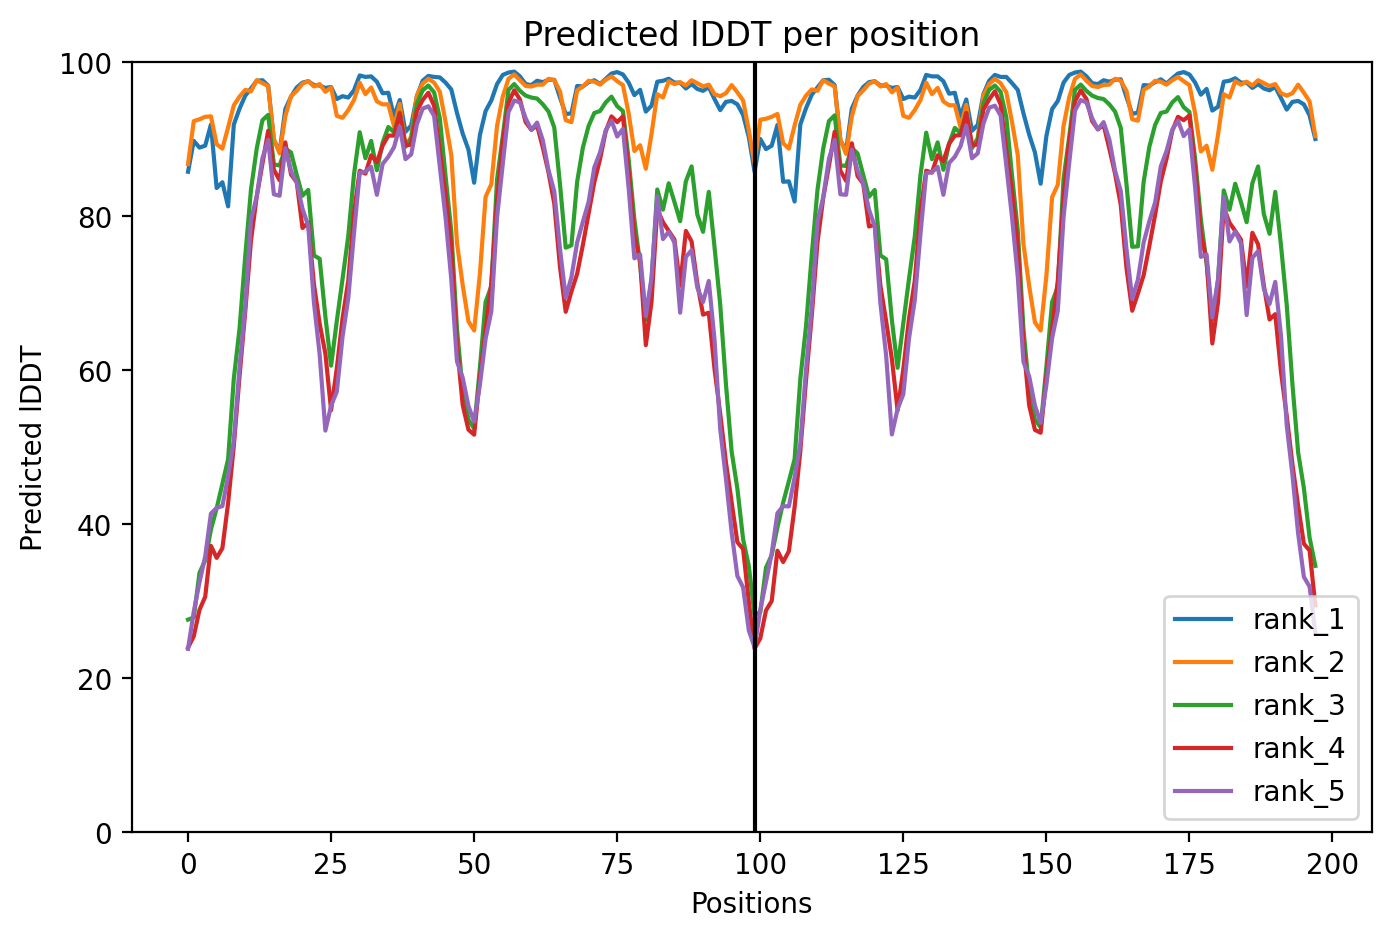 Predicted lDDT per position
Predicted lDDT
100
80
60
40
20
0
0 25 50 75 100 125 150 175 200
Positions
rank_1
rank_2
rank_3
rank_4
rank_5